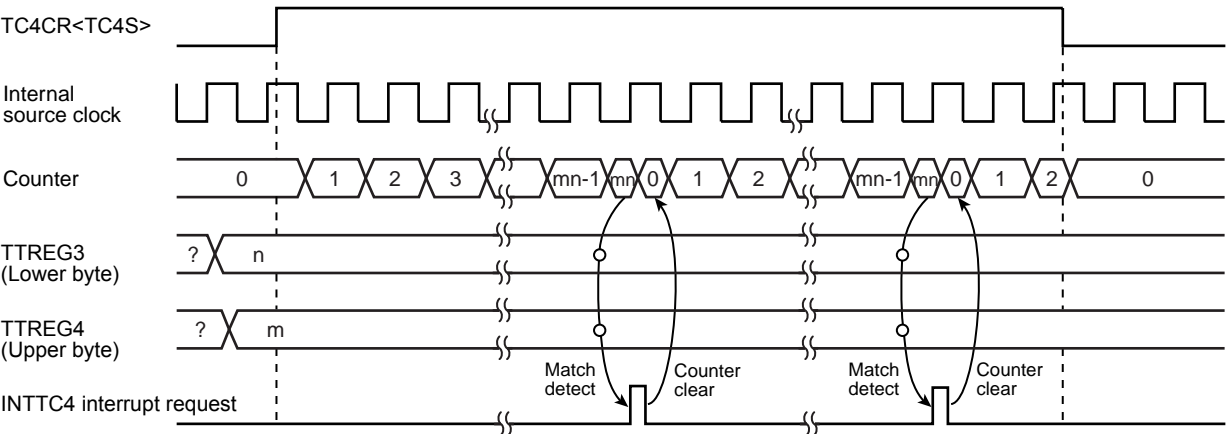 TC4CR<TC4S>
Internal
source clock
Counter
0 1 2 3 mn-1 mn 0 1 2 mn-1 mn 0 1 2 0
TTREG3
(Lower byte)
? n
TTREG4
(Upper byte)
? m
Match
detect
Counter
clear
Match
detect
Counter
clear
INTTC4 interrupt request